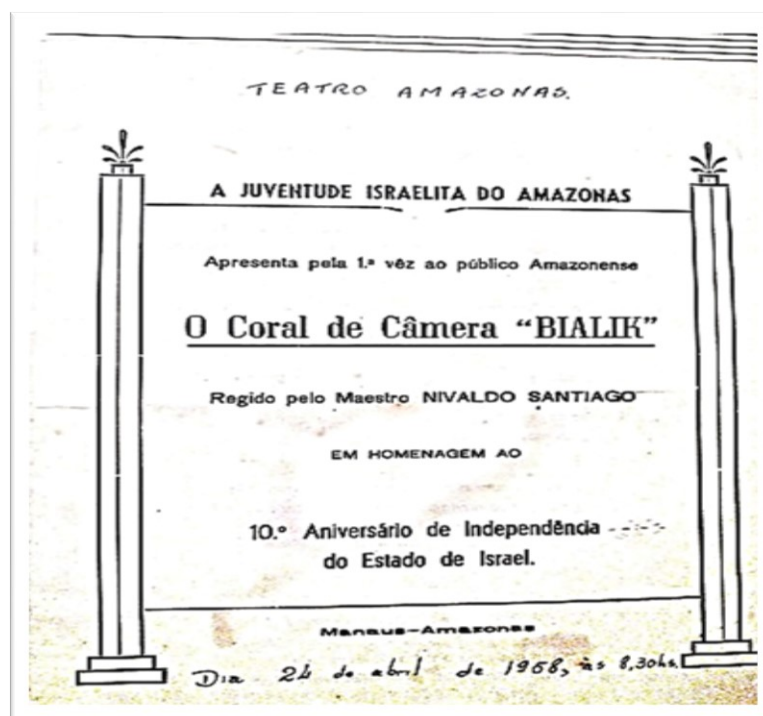 TEATRO AMAZONAS.
A JUVENTUDE ISRAELITA DO AMAZONAS
Apresenta pela 1.ª vêz ao público Amazonense
O Coral de Câmera “BIALIK”
Regido pelo Maestro NIVALDO SANTIAGO
EM HOMENAGEM AO
10.º Aniversário de Independência
do Estado de Israel.
Manaus-Amazonas
Dia 24 de abril de 1958, às 8,30hs.